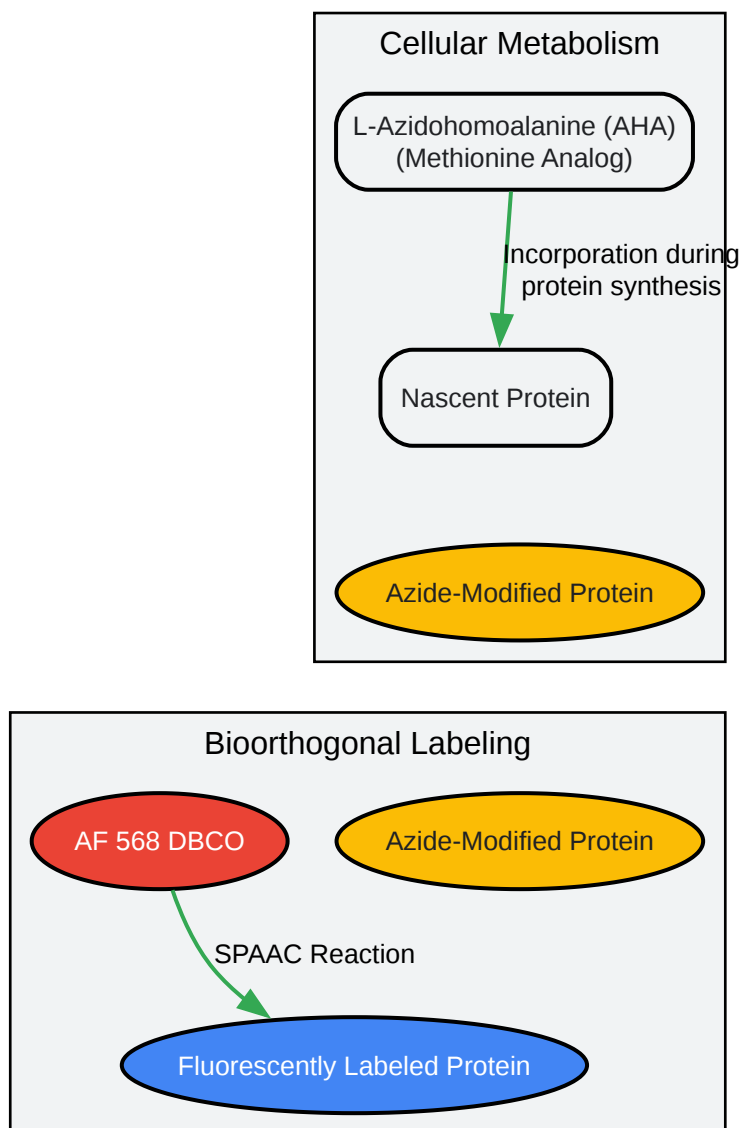 Cellular Metabolism
L-Azidohomoalanine (AHA)
(Methionine Analog)
Incorporation during
protein synthesis
Nascent Protein
Azide-Modified Protein
Bioorthogonal Labeling
AF 568 DBCO
Azide-Modified Protein
SPAAC Reaction
Fluorescently Labeled Protein